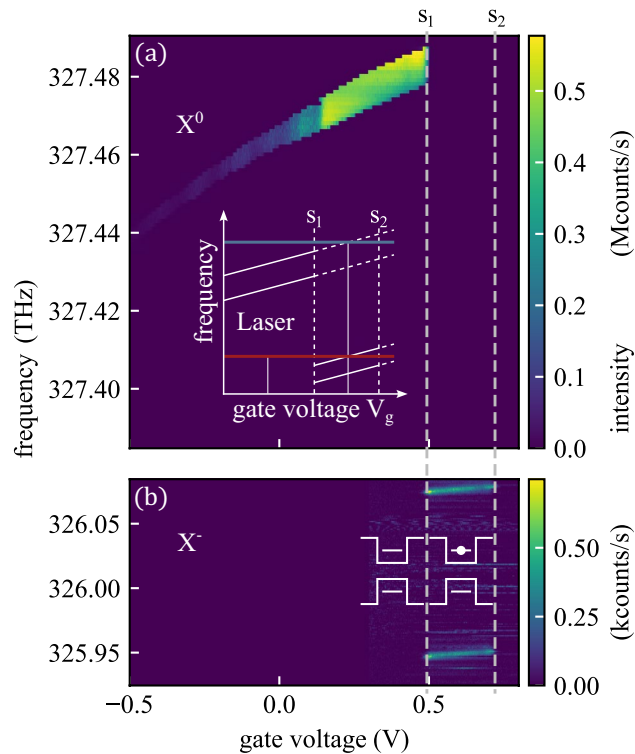 s₁ s₂
(a)
X⁰
327.48
327.46
327.44
327.42
327.40
frequency (THz)
s₁ s₂
frequency
Laser
gate voltage V_g
0.5
0.4
0.3
0.2
0.1
0.0
intensity (Mcounts/s)
(b)
X⁻
326.05
326.00
325.95
0.50
0.25
0.00
(kcounts/s)
−0.5 0.0 0.5
gate voltage (V)